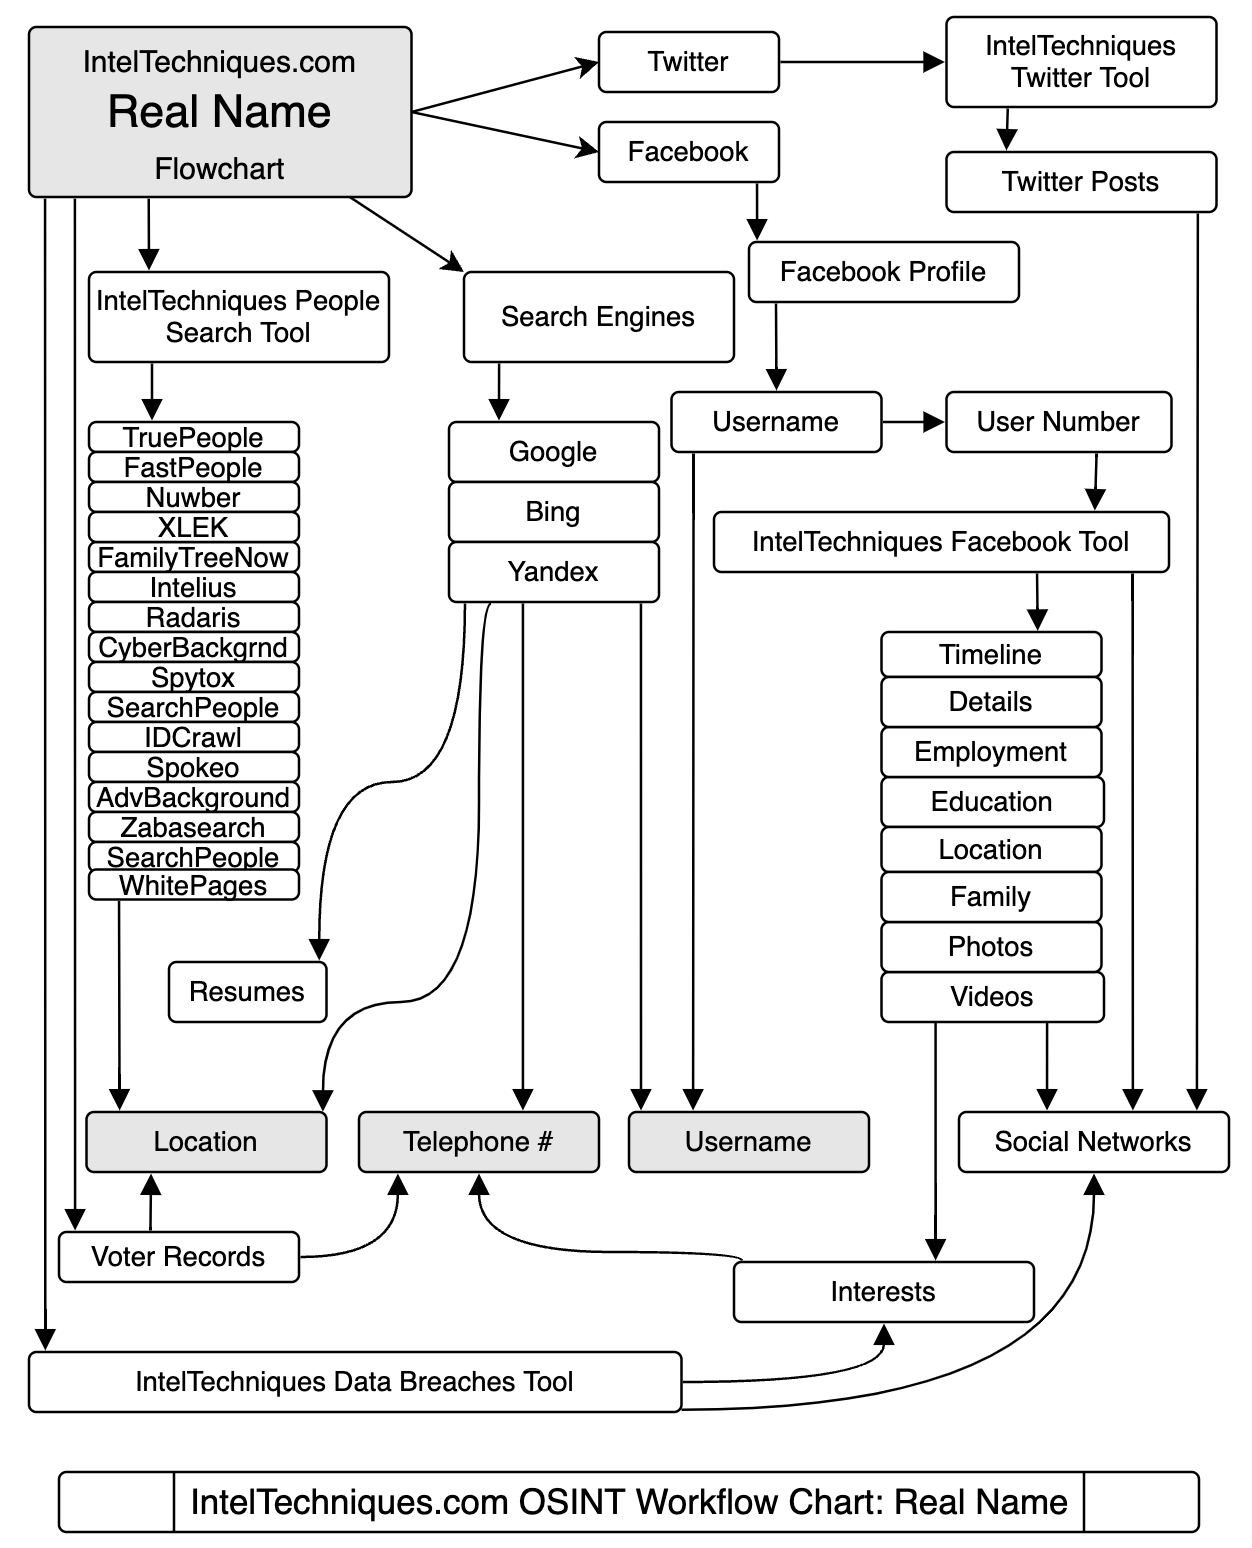 IntelTechniques.com
Real Name
Flowchart
Twitter
IntelTechniques
Twitter Tool
Facebook
Twitter Posts
Facebook Profile
IntelTechniques People
Search Tool
Search Engines
Username
User Number
TruePeople
FastPeople
Nuwber
XLEK
FamilyTreeNow
Intelius
Radaris
CyberBackgrnd
Spytox
SearchPeople
IDCrawl
Spokeo
AdvBackground
Zabasearch
SearchPeople
WhitePages
Google
Bing
Yandex
IntelTechniques Facebook Tool
Timeline
Details
Employment
Education
Location
Family
Photos
Videos
Resumes
Location
Telephone #
Username
Social Networks
Voter Records
Interests
IntelTechniques Data Breaches Tool
IntelTechniques.com OSINT Workflow Chart: Real Name